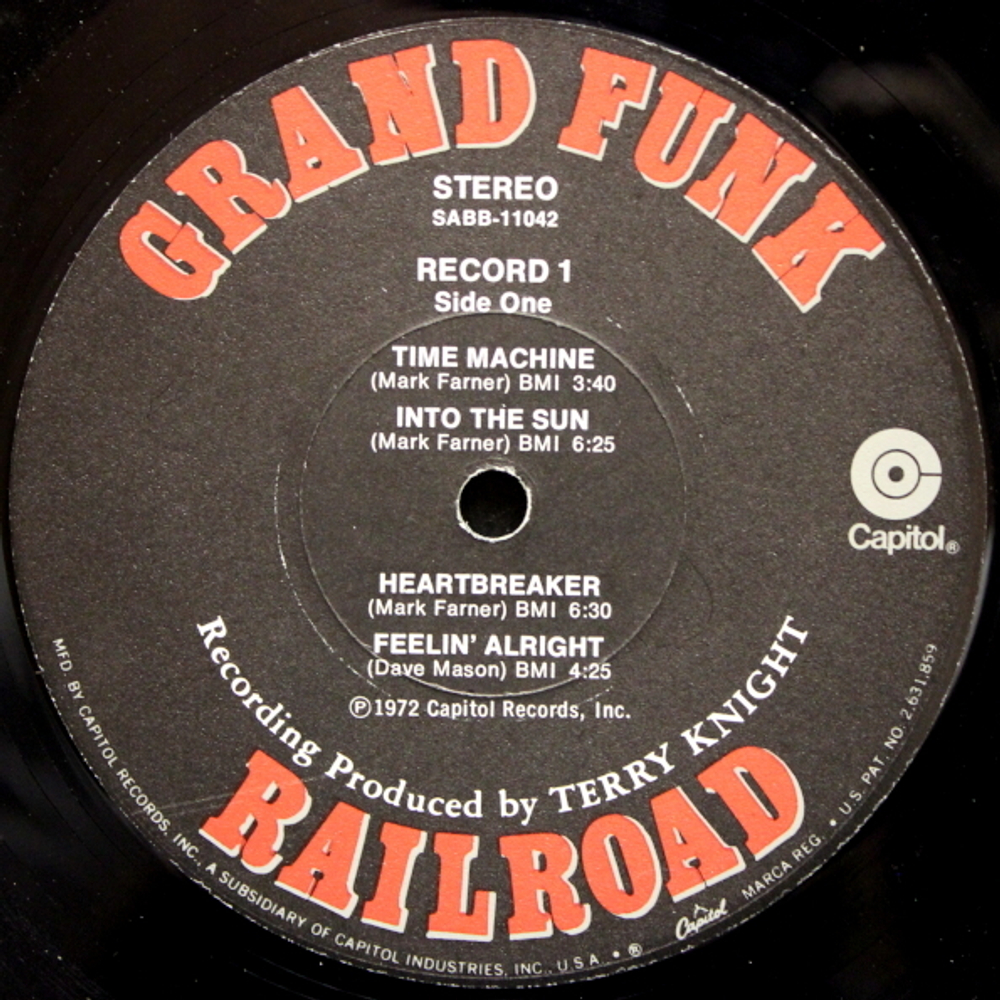 GRAND FUNK
STEREO
SABB-11042
RECORD 1
Side One
TIME MACHINE
(Mark Farner) BMI 3:40
INTO THE SUN
(Mark Farner) BMI 6:25
Capitol®
HEARTBREAKER
(Mark Farner) BMI 6:30
FEELIN' ALRIGHT
(Dave Mason) BMI 4:25
℗1972 Capitol Records, Inc.
Recording Produced by TERRY KNIGHT
RAILROAD
MFD. BY CAPITOL RECORDS, INC., A SUBSIDIARY OF CAPITOL INDUSTRIES, INC., U.S.A. • ® Capitol MARCA REG. • U.S. PAT. NO. 2,631,859